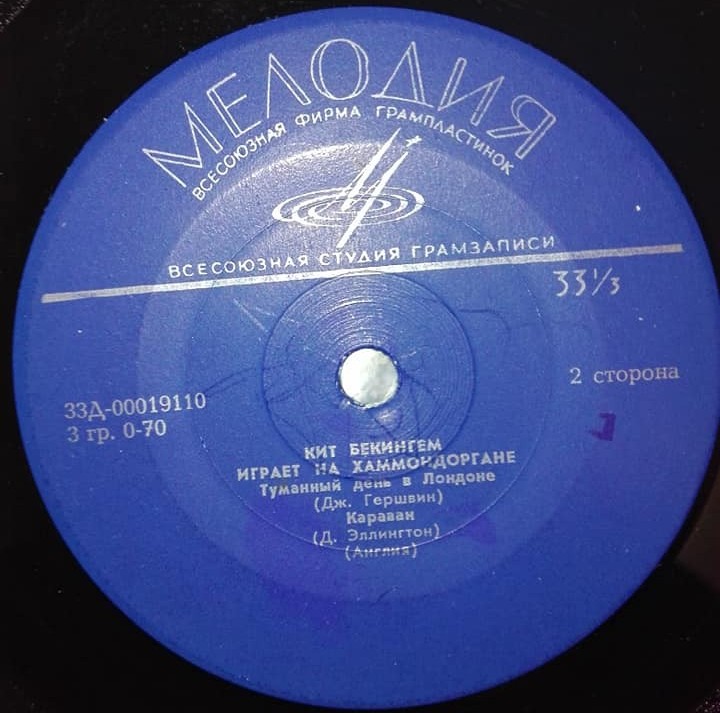 МЕЛОДИЯ
ВСЕСОЮЗНАЯ ФИРМА ГРАМПЛАСТИНОК
ВСЕСОЮЗНАЯ СТУДИЯ ГРАМЗАПИСИ
33⅓
2 сторона
33Д-00019110
3 гр. 0-70
КИТ БЕКИНГЕМ
ИГРАЕТ НА ХАММОНДОРГАНЕ
Туманный день в Лондоне
(Дж. Гершвин)
Караван
(Д. Эллингтон)
(Англия)